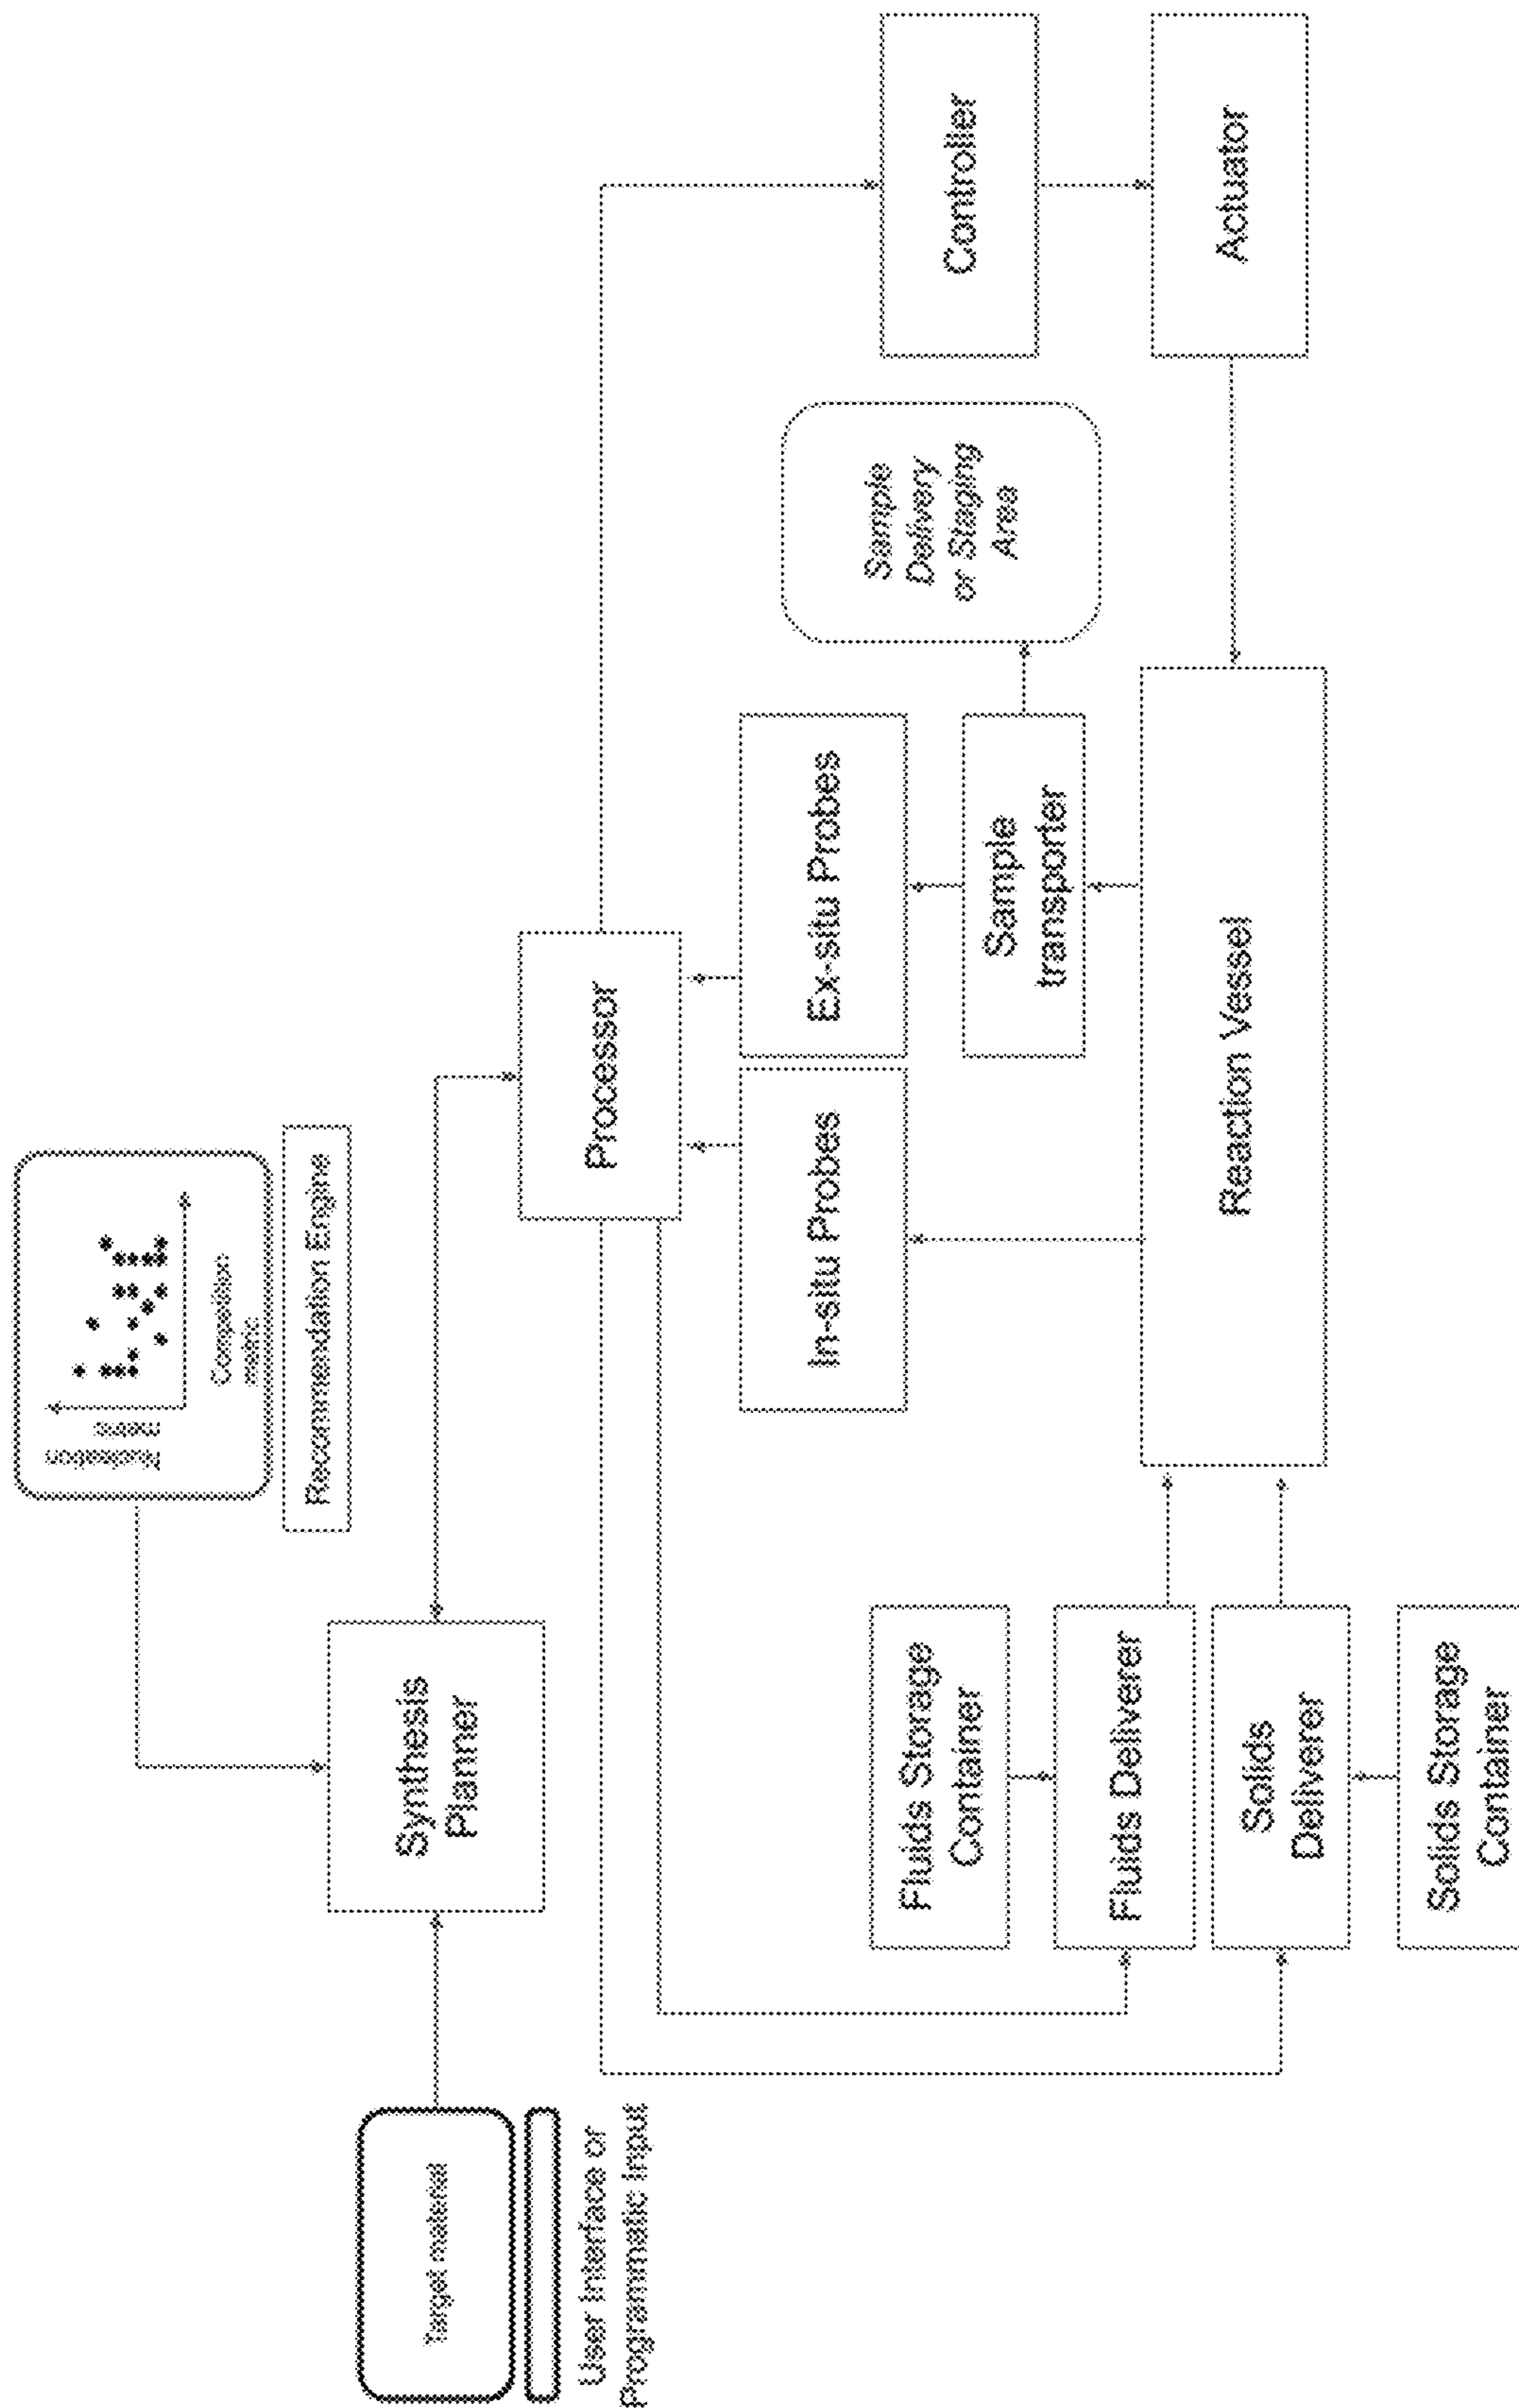 Nucleation
metric
Competition
metric
Recommendation Engine
Target material
User Interface or
Programmatic Input
Synthesis
Planner
Processor
Controller
Actuator
In-situ Probes
Ex-situ Probes
Sample
transporter
Sample
Delivery
or Staging
Area
Fluids Storage
Container
Fluids Deliverer
Solids
Deliverer
Solids Storage
Container
Reaction Vessel